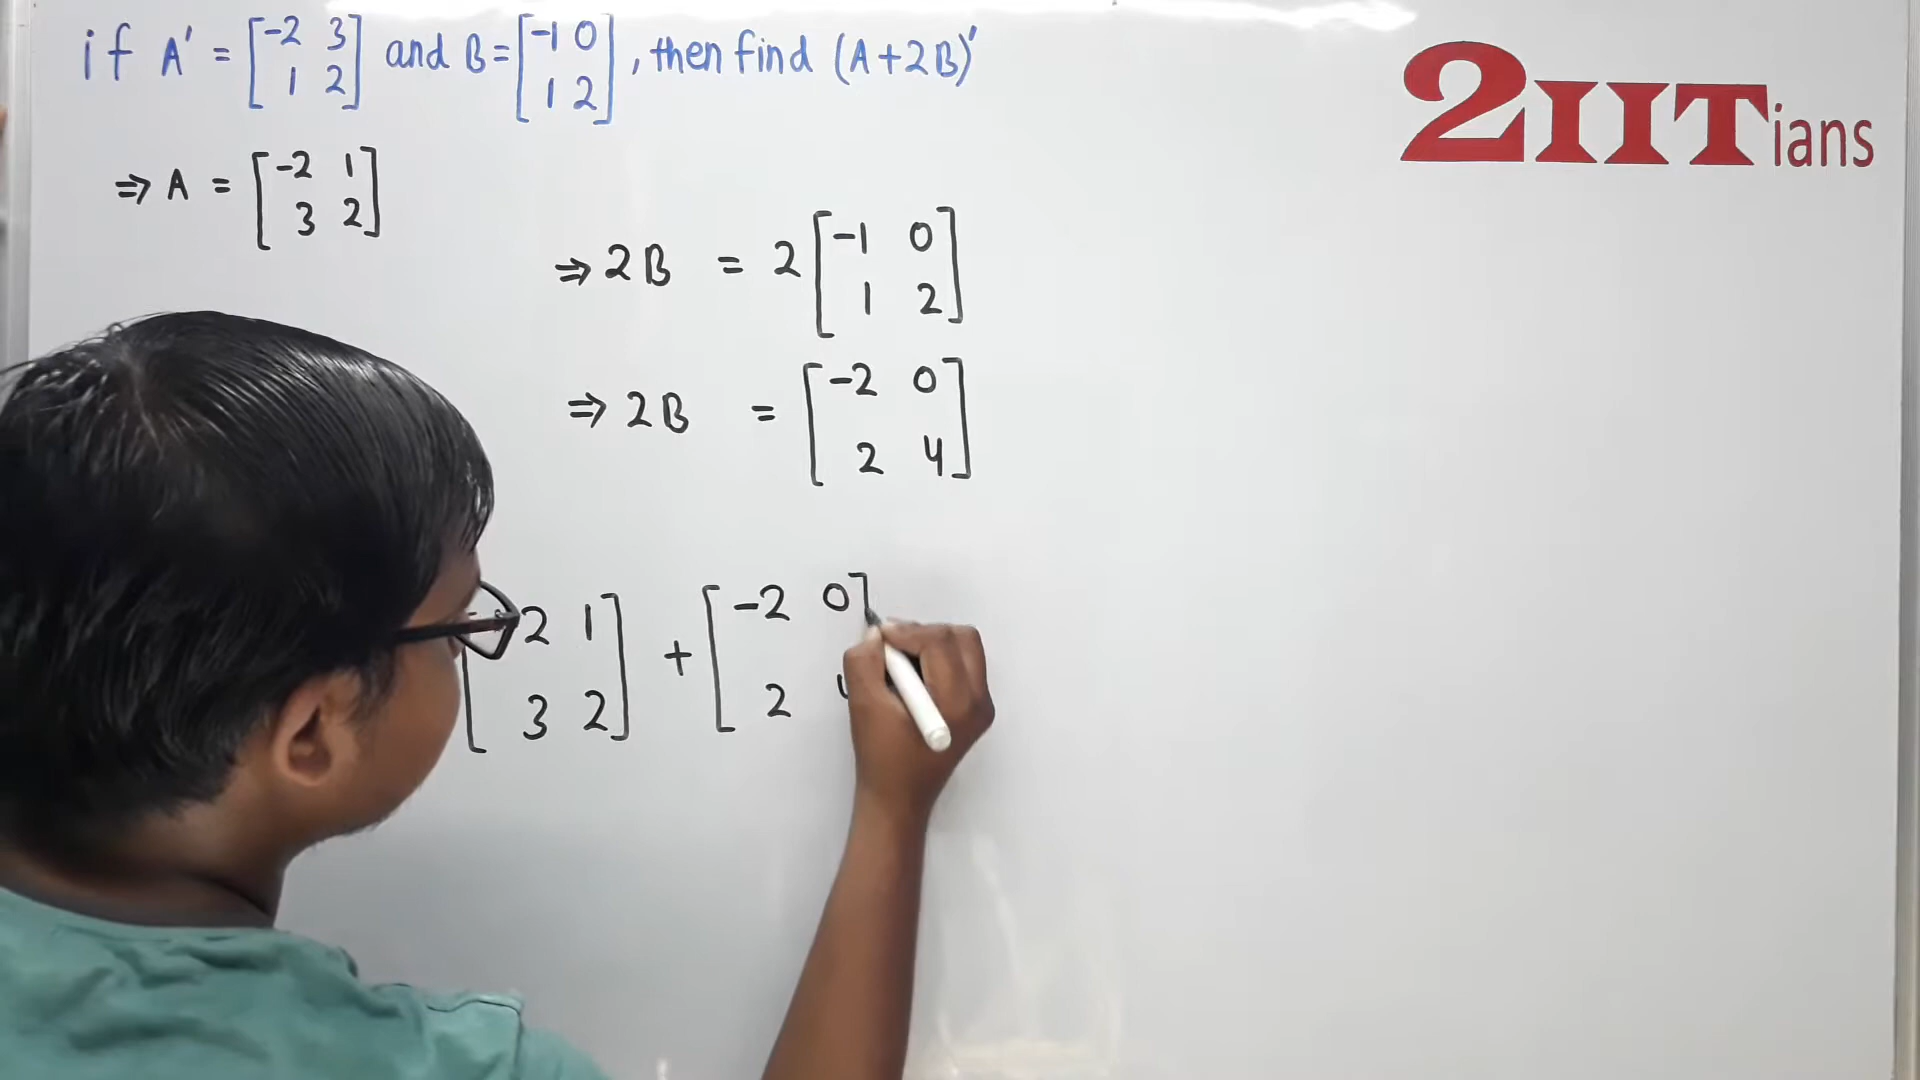 if A' = [-2 3 and B = [-1 0 , then find (A+2B)'
1 2] 1 2]
⇒ A = [-2 1
3 2]
⇒ 2B = 2 [-1 0
1 2]
⇒ 2B = [-2 0
2 4]
2 1] + [-2 0]
3 2 2
2IITians